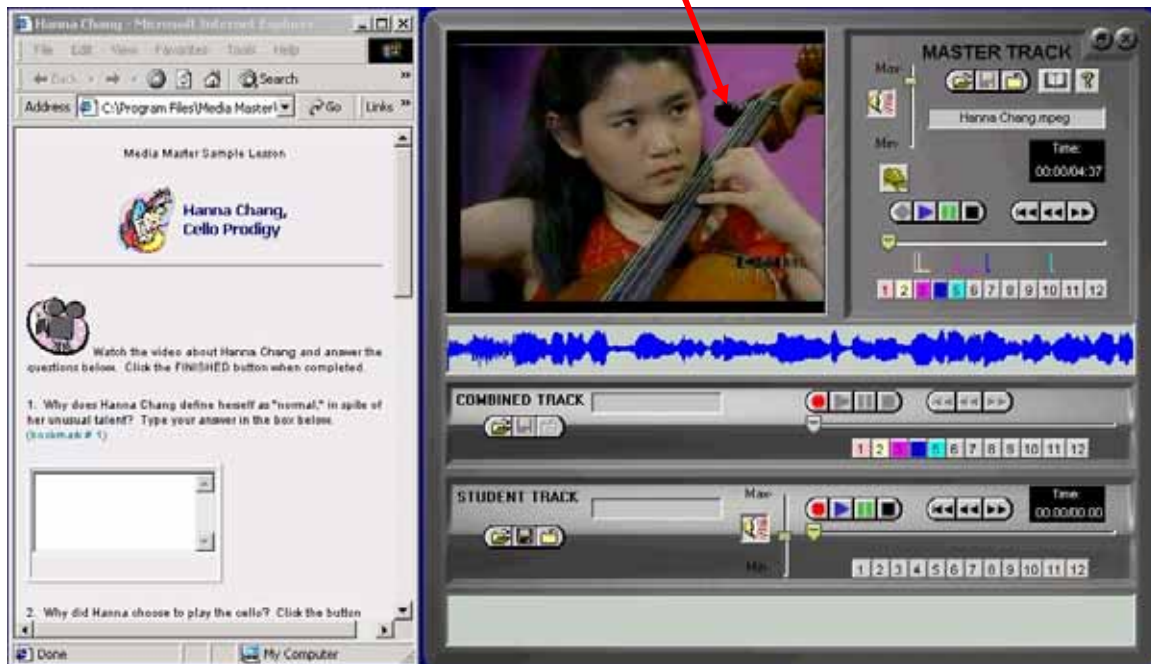 Hanna Chang - Microsoft Internet Explorer
File Edit View Favorites Tools Help
Back Search
Address C:\Program Files\Media Master\ Go Links
Media Master Sample Lesson
Hanna Chang,
Cello Prodigy
Watch the video about Hanna Chang and answer the
questions below. Click the FINISHED button when completed.
1. Why does Hanna Chang define herself as "normal," in spite of
her unusual talent? Type your answer in the box below.
(bookmark # 1)
2. Why did Hanna choose to play the cello? Click the button
Done My Computer
MASTER TRACK
Max
Hanna Chang.mpeg
Min
Time:
00:00/04:37
1 2 3 5 6 7 8 9 10 11 12
COMBINED TRACK
1 2 3 5 6 7 8 9 10 11 12
STUDENT TRACK
Max
Time:
00:00/00:00
Min
1 2 3 4 5 6 7 8 9 10 11 12